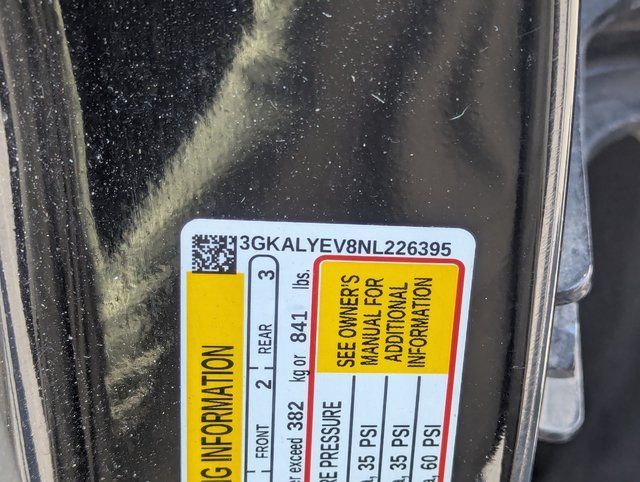 3GKALYEV8NL226395
NG INFORMATION
FRONT 2 REAR 3
exceed 382 kg or 841 lbs.
RE PRESSURE SEE OWNER'S
MANUAL FOR
ADDITIONAL
INFORMATION
35 PSI
35 PSI
60 PSI